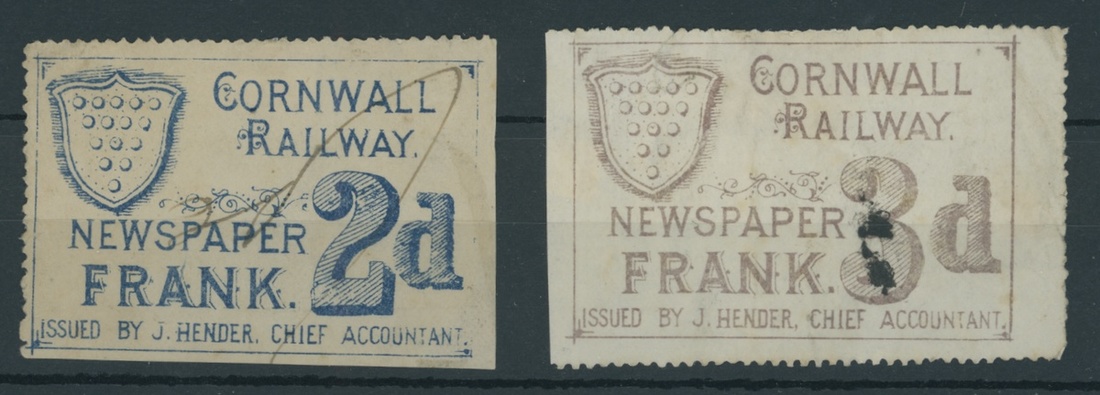 CORNWALL
RAILWAY.
NEWSPAPER
FRANK.
2d
ISSUED BY J. HENDER, CHIEF ACCOUNTANT.
CORNWALL
RAILWAY.
NEWSPAPER
FRANK.
3d
ISSUED BY J. HENDER, CHIEF ACCOUNTANT.